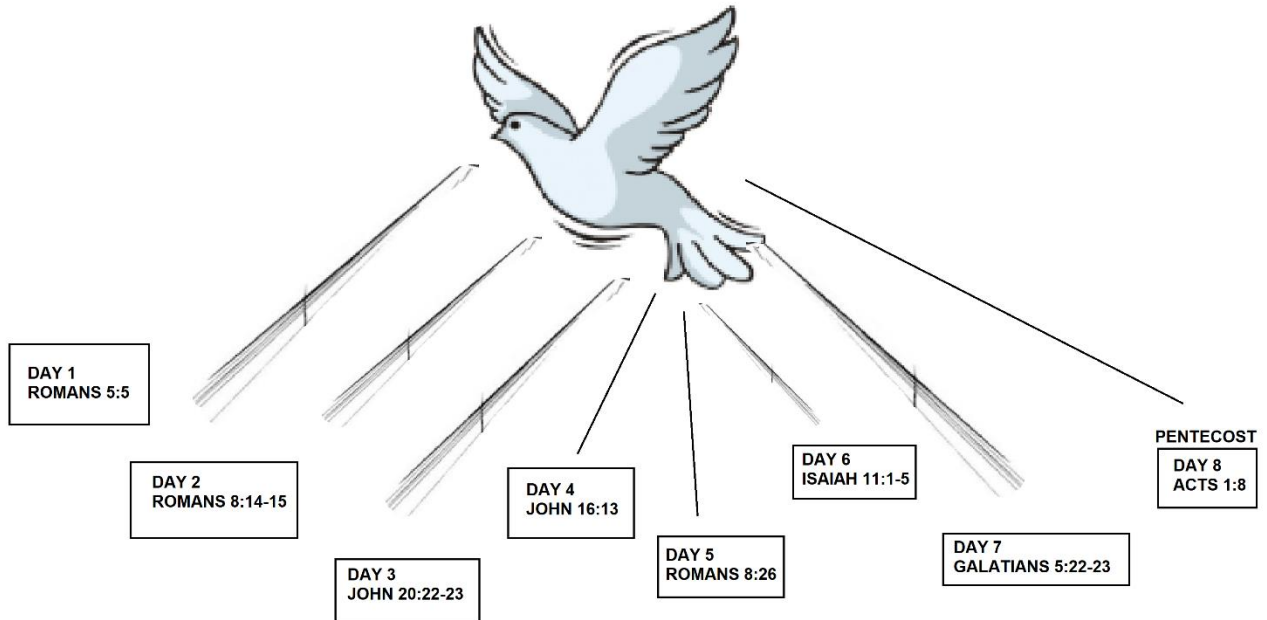 DAY 1
ROMANS 5:5
DAY 2
ROMANS 8:14-15
DAY 3
JOHN 20:22-23
DAY 4
JOHN 16:13
DAY 5
ROMANS 8:26
DAY 6
ISAIAH 11:1-5
DAY 7
GALATIANS 5:22-23
PENTECOST
DAY 8
ACTS 1:8